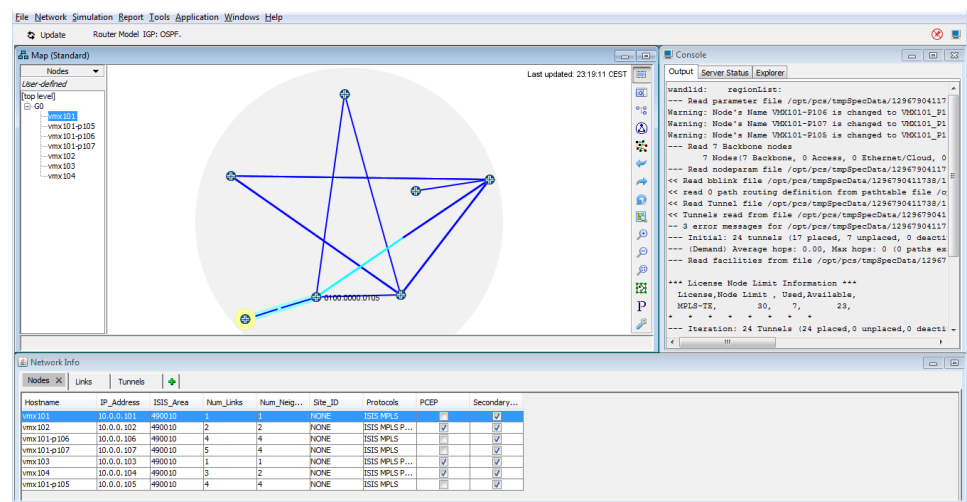 File Network Simulation Report Tools Application Windows Help
Update Router Model IGP: OSPF.
Map (Standard)
Nodes
User-defined
[top level]
G0
vmx101
vmx101-p105
vmx101-p106
vmx101-p107
vmx102
vmx103
vmx104
Last updated: 23:19:11 CEST
0100.0000.0105
P
Console
Output Server Status Explorer
wandlid: regionList:
--- Read parameter file /opt/pcs/tmpSpecData/12967904117
Warning: Node's Name VMX101-P106 is changed to VMX101_P1
Warning: Node's Name VMX101-P107 is changed to VMX101_P1
Warning: Node's Name VMX101-P105 is changed to VMX101_P1
--- Read 7 Backbone nodes
7 Nodes(7 Backbone, 0 Access, 0 Ethernet/Cloud, 0
--- Read nodeparam file /opt/pcs/tmpSpecData/12967904117
<< Read bblink file /opt/pcs/tmpSpecData/1296790411738/1
<< read 0 path routing definition from pathtable file /o
<< Read Tunnel file /opt/pcs/tmpSpecData/1296790411738/1
<< Tunnels read from file /opt/pcs/tmpSpecData/129679041
-- 3 error messages for /opt/pcs/tmpSpecData/1296790411
--- Initial: 24 tunnels (17 placed, 7 unplaced, 0 deacti
--- (Demand) Average hops: 0.00, Max hops: 0 (0 paths ex
--- Read facilities from file /opt/pcs/tmpSpecData/12967
*** License Node Limit Information ***
License,Node Limit , Used,Available,
MPLS-TE, 30, 7, 23,
* * * * * * *
--- Iteration: 24 Tunnels (24 placed,0 unplaced,0 deacti
Network Info
Nodes X Links Tunnels
Hostname IP_Address ISIS_Area Num_Links Num_Neig... Site_ID Protocols PCEP Secondary...
vmx101 10.0.0.101 490010 1 1 NONE ISIS MPLS
vmx102 10.0.0.102 490010 2 2 NONE ISIS MPLS P...
vmx101-p106 10.0.0.106 490010 4 4 NONE ISIS MPLS
vmx101-p107 10.0.0.107 490010 5 4 NONE ISIS MPLS
vmx103 10.0.0.103 490010 1 1 NONE ISIS MPLS P...
vmx104 10.0.0.104 490010 3 2 NONE ISIS MPLS P...
vmx101-p105 10.0.0.105 490010 4 4 NONE ISIS MPLS